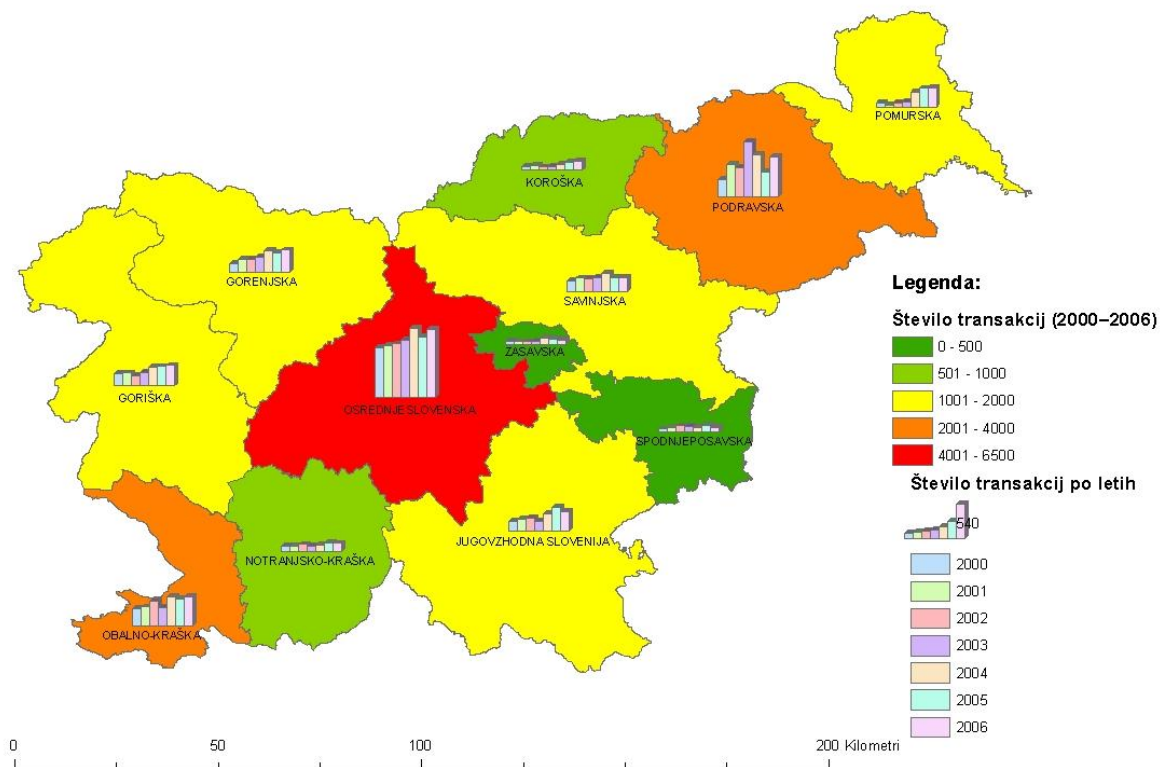 POMURSKA
KOROŠKA
PODRAVSKA
GORENJSKA
SAVINJSKA
ZASAVSKA
GORIŠKA
OSREDNJESLOVENSKA
SPODNJEPOSAVSKA
JUGOVZHODNA SLOVENIJA
NOTRANJSKO-KRAŠKA
OBALNO-KRAŠKA
Legenda:
Število transakcij (2000–2006)
0 - 500
501 - 1000
1001 - 2000
2001 - 4000
4001 - 6500
Število transakcij po letih
540
2000
2001
2002
2003
2004
2005
2006
0 50 100 200 Kilometri